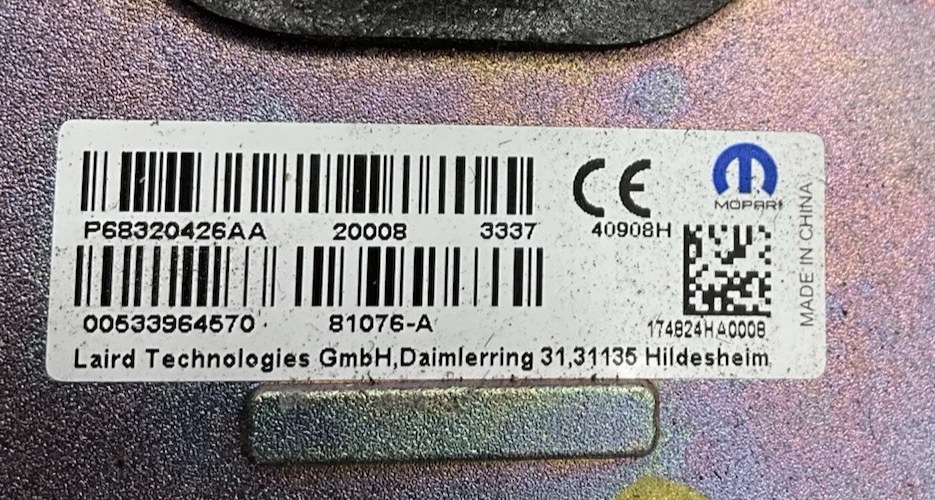 P68320426AA 20008 3337
CE
40908H
MOPAR
00533964570 81076-A
174824HA0008
Laird Technologies GmbH,Daimlerring 31,31135 Hildesheim
MADE IN CHINA